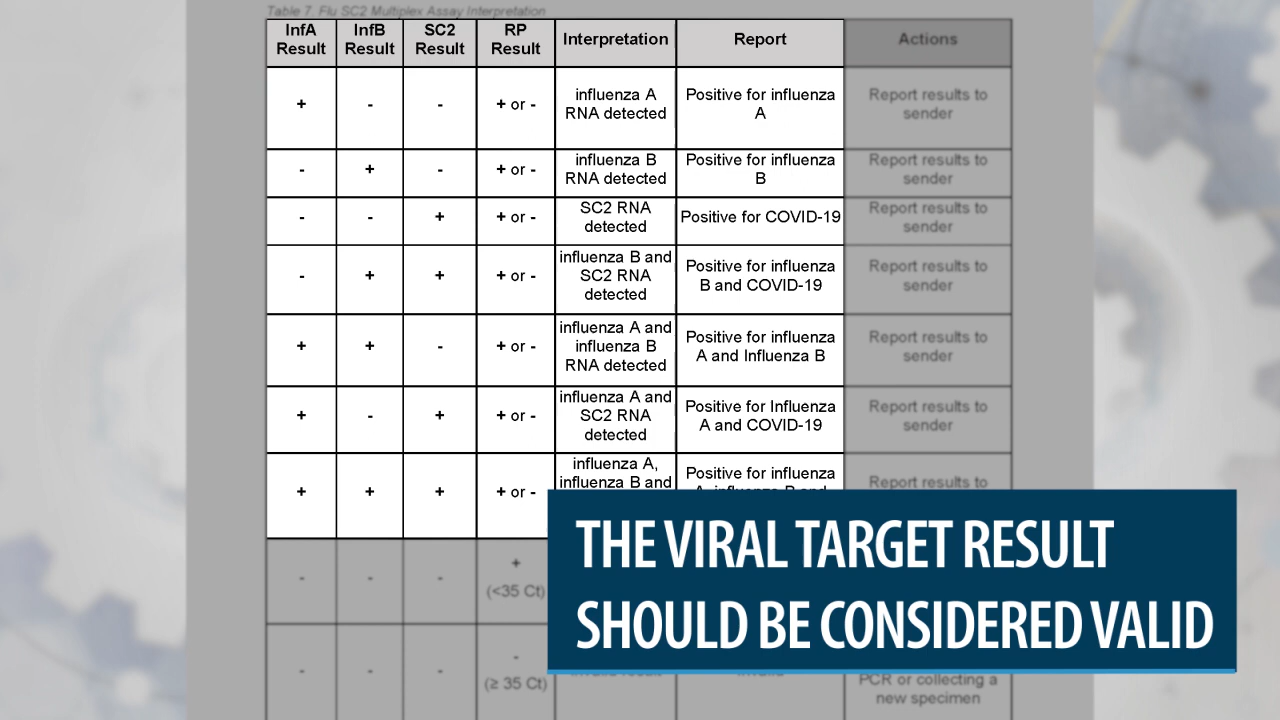 Table 7. Flu SC2 Multiplex Assay Interpretation
InfA InfB SC2 RP Interpretation Report Actions
Result Result Result Result
+ - - + or - influenza A Positive for influenza Report results to
RNA detected A sender
- + - + or - influenza B Positive for influenza Report results to
RNA detected B sender
- - + + or - SC2 RNA Positive for COVID-19 Report results to
detected sender
- + + + or - influenza B and Positive for influenza Report results to
SC2 RNA B and COVID-19 sender
detected
+ + - + or - influenza A and Positive for influenza Report results to
influenza B A and Influenza B sender
RNA detected
+ - + + or - influenza A and Positive for Influenza Report results to
SC2 RNA A and COVID-19 sender
detected
+ + + + or - influenza A, Positive for influenza Report results to
influenza B and
- - - +
(<35 Ct)
- - - -
(≥ 35 Ct)
PCR or collecting a
new specimen
THE VIRAL TARGET RESULT
SHOULD BE CONSIDERED VALID